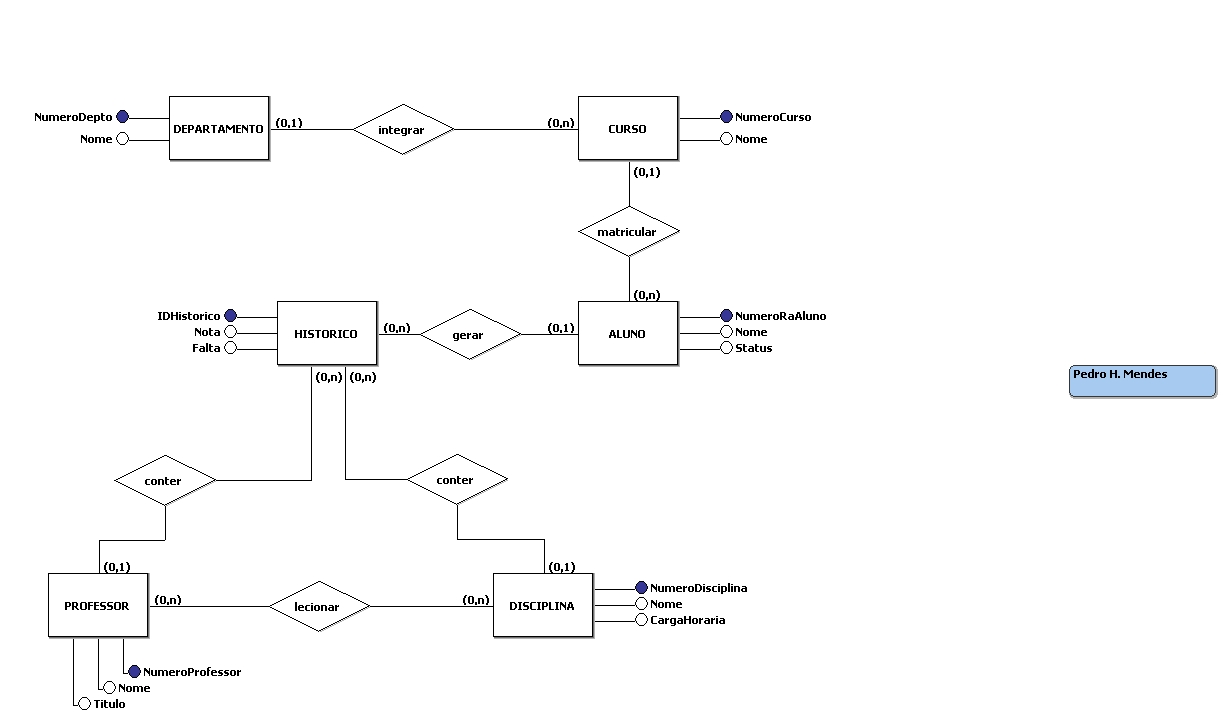 NumeroDepto
Nome
DEPARTAMENTO
(0,1)
integrar
(0,n)
CURSO
NumeroCurso
Nome
(0,1)
matricular
(0,n)
IDHistorico
Nota
Falta
HISTORICO
(0,n)
gerar
(0,1)
ALUNO
NumeroRaAluno
Nome
Status
Pedro H. Mendes
(0,n)
(0,n)
conter
conter
(0,1)
(0,1)
PROFESSOR
(0,n)
lecionar
(0,n)
DISCIPLINA
NumeroDisciplina
Nome
CargaHoraria
NumeroProfessor
Nome
Titulo